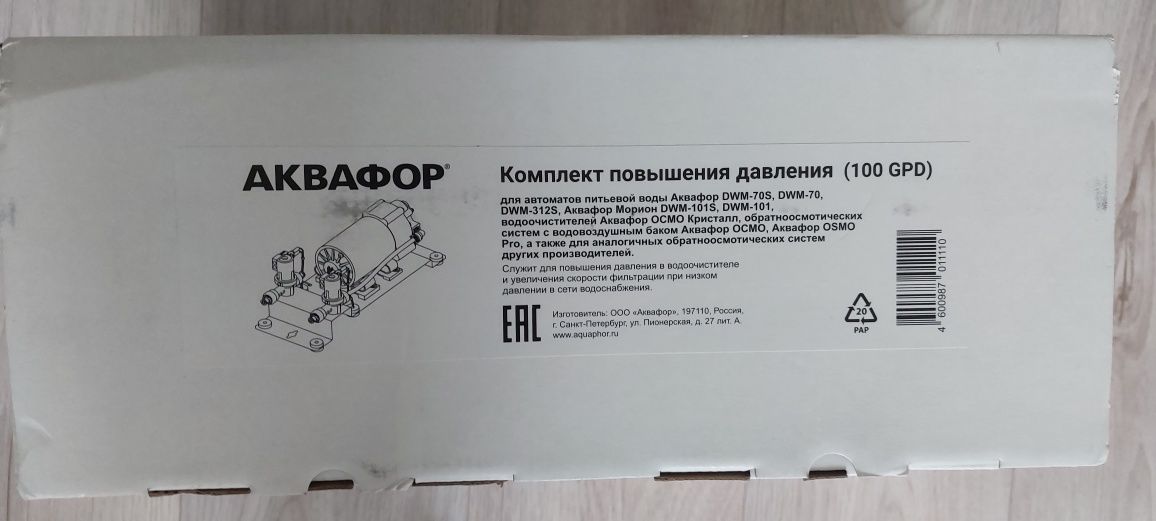 АКВАФОР®
Комплект повышения давления (100 GPD)
для автоматов питьевой воды Аквафор DWM-70S, DWM-70,
DWM-312S, Аквафор Морион DWM-101S, DWM-101,
водоочистителей Аквафор ОСМО Кристалл, обратноосмотических
систем с водовоздушным баком Аквафор ОСМО, Аквафор OSMO
Pro, а также для аналогичных обратноосмотических систем
других производителей.
Служит для повышения давления в водоочистителе
и увеличения скорости фильтрации при низком
давлении в сети водоснабжения.
EAC
Изготовитель: ООО «Аквафор», 197110, Россия,
г. Санкт-Петербург, ул. Пионерская, д. 27 лит. А.
www.aquaphor.ru
20
PAP
4 600987 011110